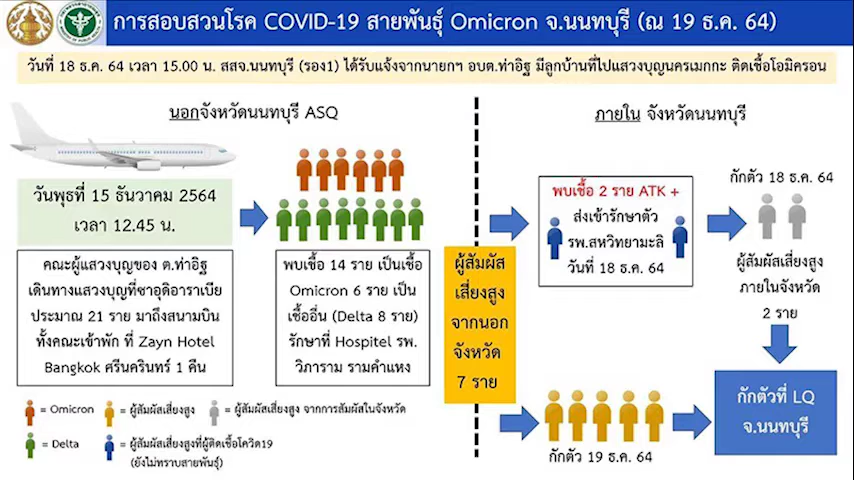 การสอบสวนโรค COVID-19 สายพันธุ์ Omicron จ.นนทบุรี (ณ 19 ธ.ค. 64)
วันที่ 18 ธ.ค. 64 เวลา 15.00 น. สสจ.นนทบุรี (รอง1) ได้รับแจ้งจากนายกฯ อบต.ท่าอิฐ มีลูกบ้านที่ไปแสวงบุญนครเมกกะ ติดเชื้อโอมิครอน
นอกจังหวัดนนทบุรี ASQ
วันพุธที่ 15 ธันวาคม 2564
เวลา 12.45 น.
คณะผู้แสวงบุญของ ต.ท่าอิฐ
เดินทางแสวงบุญที่ซาอุดิอาราเบีย
ประมาณ 21 ราย มาถึงสนามบิน
ทั้งคณะเข้าพัก ที่ Zayn Hotel
Bangkok ศรีนครินทร์ 1 คืน
พบเชื้อ 14 ราย เป็นเชื้อ
Omicron 6 ราย เป็น
เชื้ออื่น (Delta 8 ราย)
รักษาที่ Hospitel รพ.
วิภาราม รามคำแหง
ผู้สัมผัส
เสี่ยงสูง
จากนอก
จังหวัด
7 ราย
ภายใน จังหวัดนนทบุรี
พบเชื้อ 2 ราย ATK +
ส่งเข้ารักษาตัว
รพ.สหวิทยามะลิ
วันที่ 18 ธ.ค. 64
กักตัว 18 ธ.ค. 64
ผู้สัมผัสเสี่ยงสูง
ภายในจังหวัด
2 ราย
กักตัว 19 ธ.ค. 64
กักตัวที่ LQ
จ.นนทบุรี
= Omicron
= ผู้สัมผัสเสี่ยงสูง
= ผู้สัมผัสเสี่ยงสูง จากการสัมผัสในจังหวัด
= Delta
= ผู้สัมผัสเสี่ยงสูงที่ผู้ติดเชื้อโควิด19
(ยังไม่ทราบสายพันธุ์)